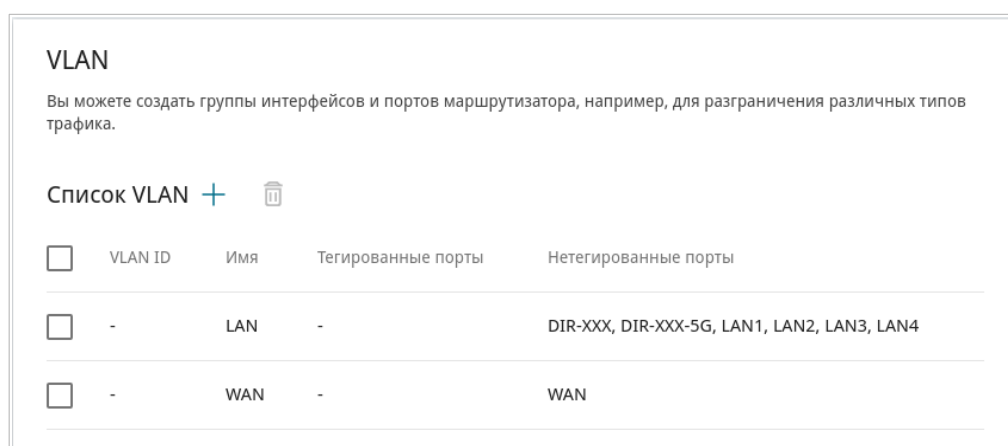 VLAN
Вы можете создать группы интерфейсов и портов маршрутизатора, например, для разграничения различных типов
трафика.
Список VLAN
VLAN ID Имя Тегированные порты Нетегированные порты
- LAN - DIR-XXX, DIR-XXX-5G, LAN1, LAN2, LAN3, LAN4
- WAN - WAN